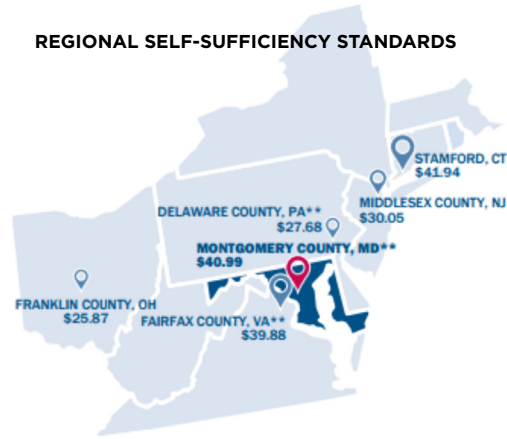 REGIONAL SELF-SUFFICIENCY STANDARDS
STAMFORD, CT
$41.94
MIDDLESEX COUNTY, NJ
$30.05
DELAWARE COUNTY, PA**
$27.68
MONTGOMERY COUNTY, MD**
$40.99
FRANKLIN COUNTY, OH
$25.87
FAIRFAX COUNTY, VA**
$39.88